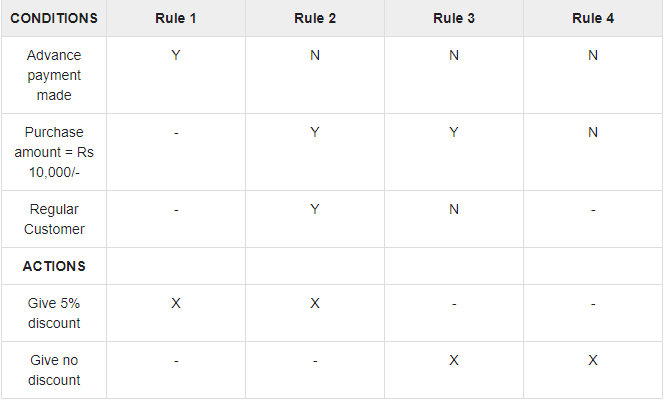 CONDITIONS Rule 1 Rule 2 Rule 3 Rule 4
Advance
payment
made Y N N N
Purchase
amount = Rs
10,000/- - Y Y N
Regular
Customer - Y N -
ACTIONS
Give 5%
discount X X - -
Give no
discount - - X X